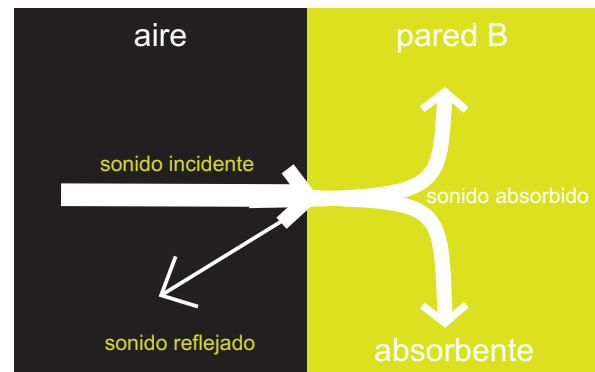 aire
pared B
sonido incidente
sonido absorbido
sonido reflejado
absorbente